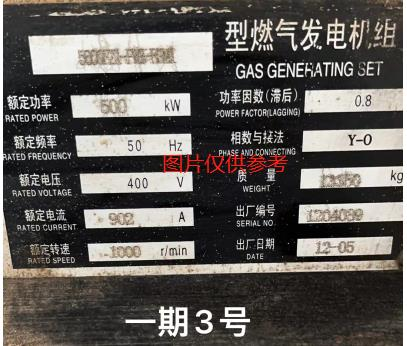 型燃气发电机组
GAS GENERATING SET
额定功率 500 kW
RATED POWER
功率因数(滞后) 0.8
POWER FACTOR(LAGGING)
额定频率 50 Hz
RATED FREQUENCY
相数与接法 Y-0
PHASE AND CONNECTING
额定电压 400 V
RATED VOLTAGE
质量 kg
WEIGHT
额定电流 902 A
RATED CURRENT
出厂编号 1204089
SERIAL NO.
额定转速 1000 r/min
RATED SPEED
出厂日期 12-05
DATE
图片仅供参考
一期3号